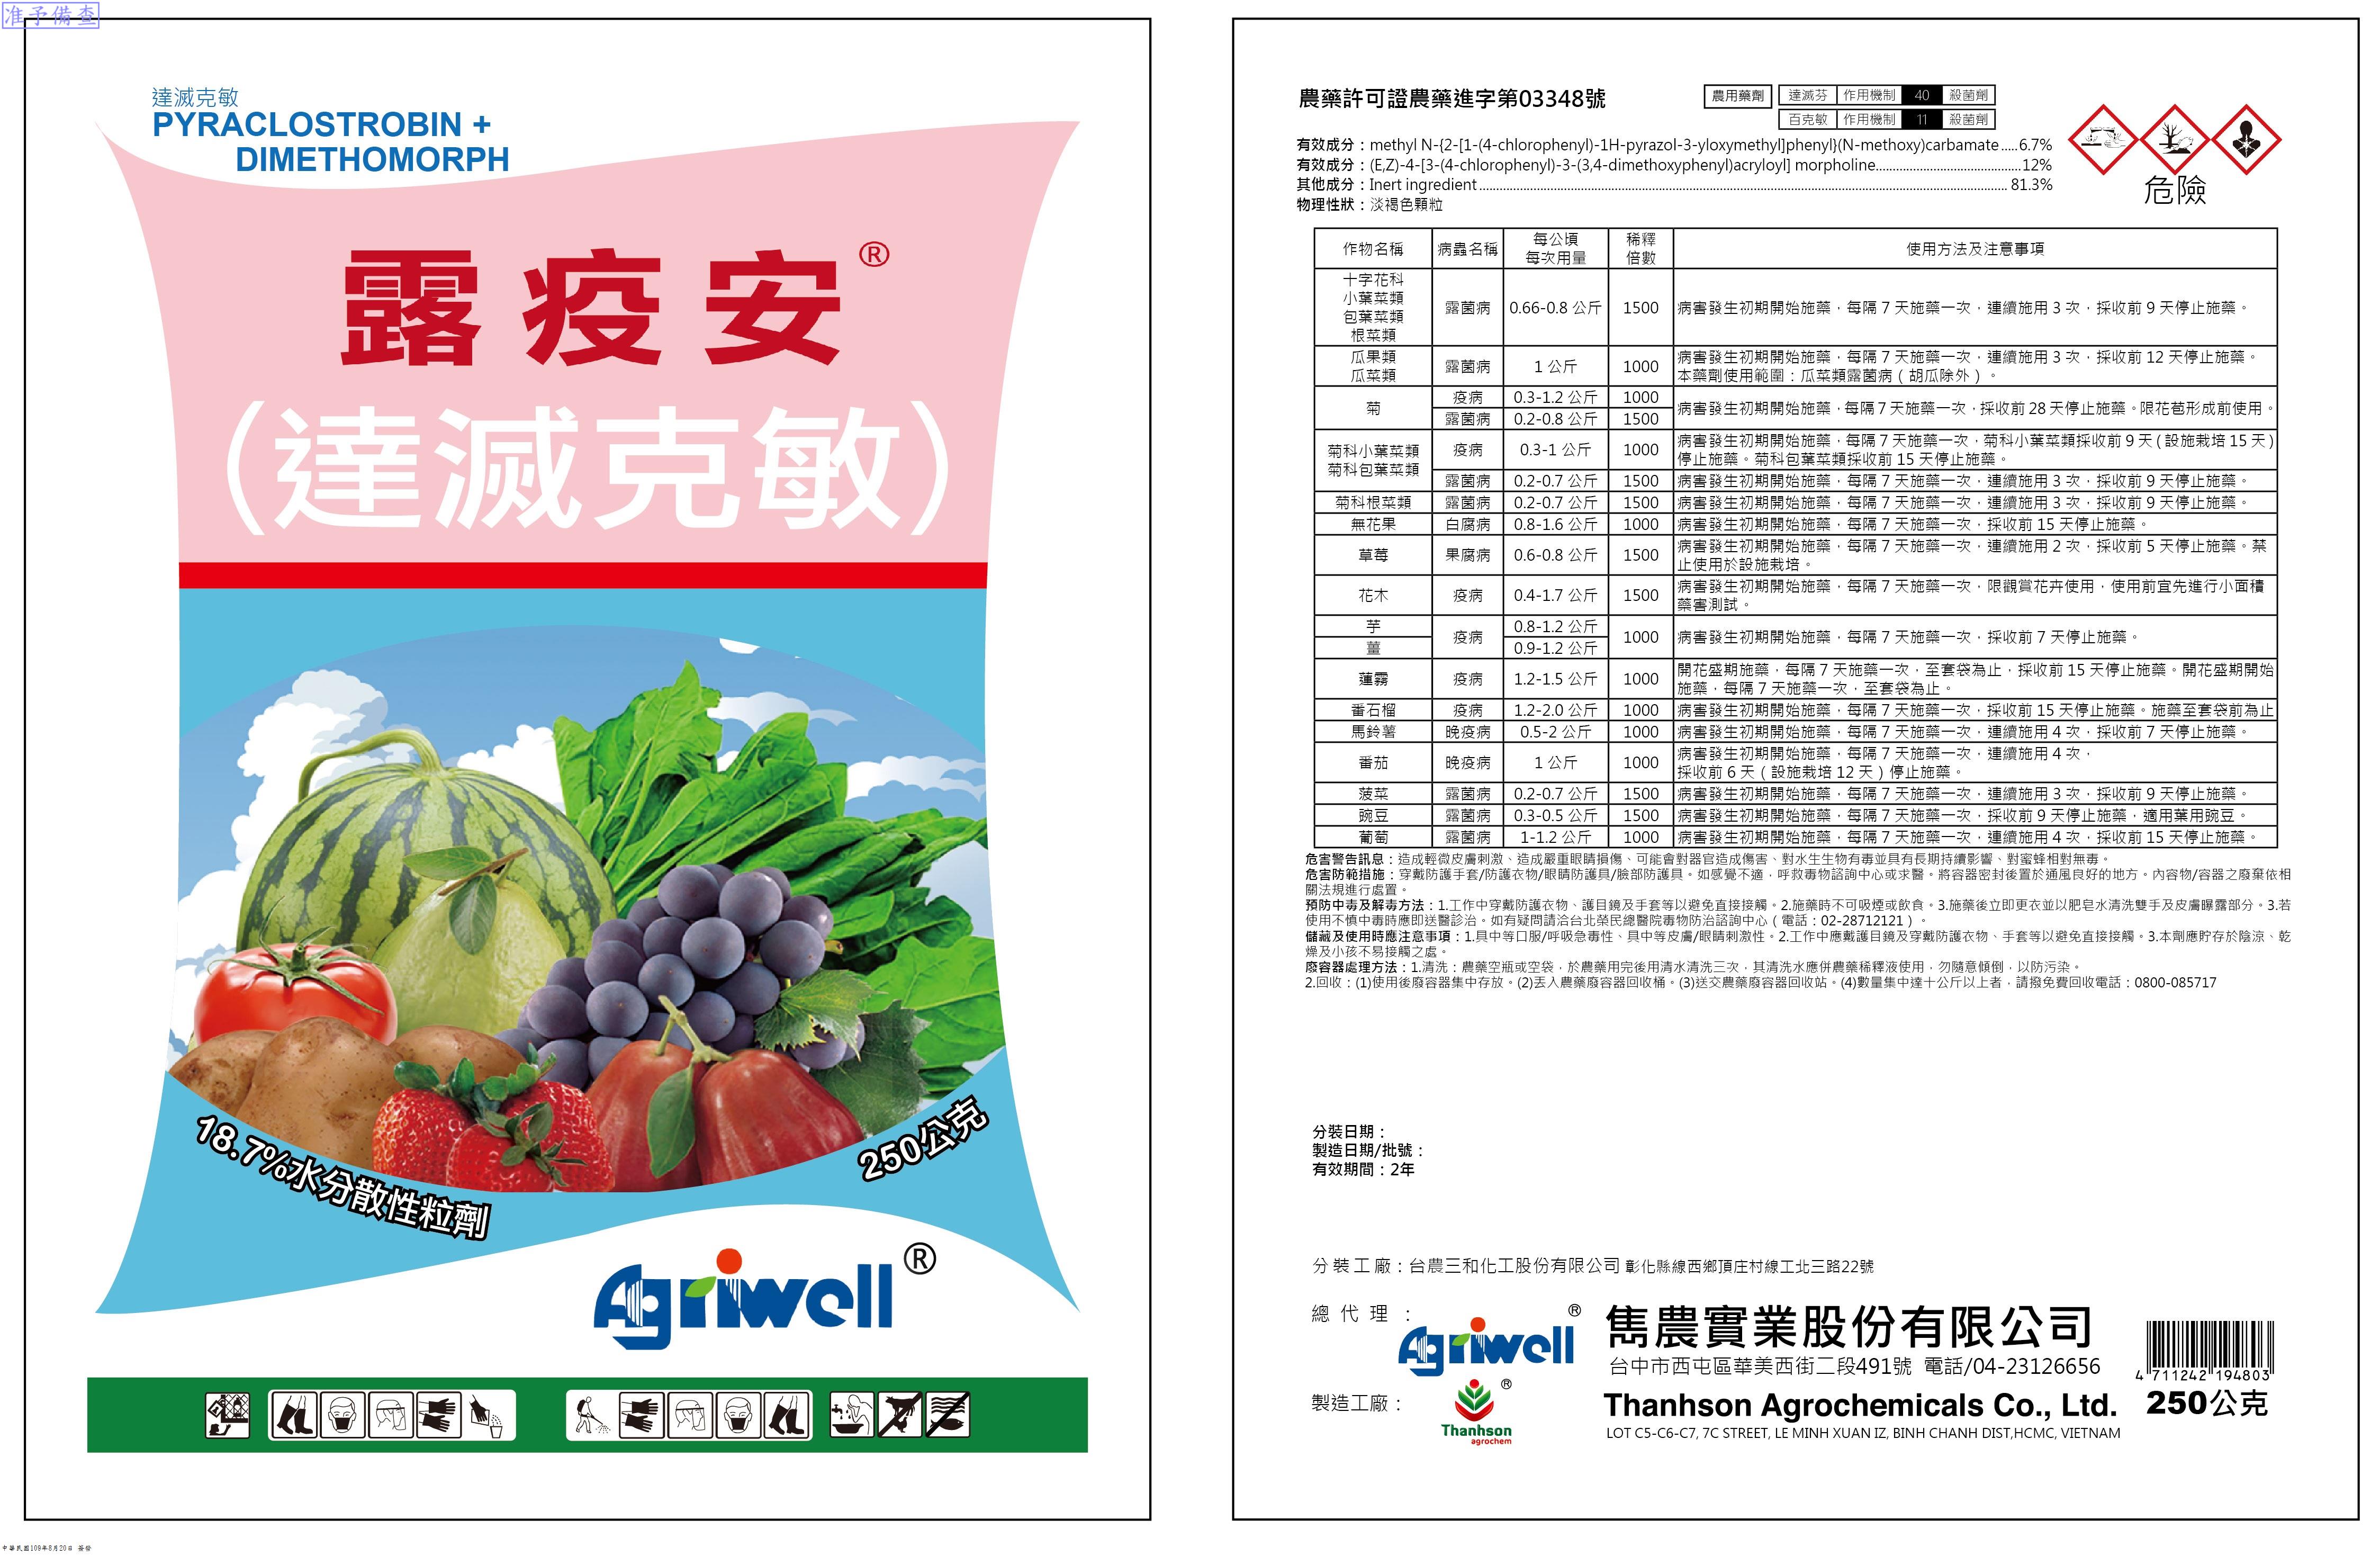 准予備查
達滅克敏
PYRACLOSTROBIN +
DIMETHOMORPH
露疫安®
(達滅克敏)
18.7%水分散性粒劑
250公克
Agriwell®
農藥許可證農藥進字第03348號
農用藥劑 達滅芬 作用機制 40 殺菌劑
百克敏 作用機制 11 殺菌劑
有效成分：methyl N-{2-[1-(4-chlorophenyl)-1H-pyrazol-3-yloxymethyl]phenyl}(N-methoxy)carbamate.....6.7%
有效成分：(E,Z)-4-[3-(4-chlorophenyl)-3-(3,4-dimethoxyphenyl)acryloyl] morpholine..........12%
其他成分：Inert ingredient..........81.3%
物理性狀：淡褐色顆粒
危險
作物名稱 病蟲名稱 每公頃每次用量 稀釋倍數 使用方法及注意事項
十字花科
小葉菜類
包葉菜類
根菜類
露菌病 0.66-0.8 公斤 1500 病害發生初期開始施藥，每隔 7 天施藥一次，連續施用 3 次，採收前 9 天停止施藥。
瓜果類
瓜菜類
露菌病 1 公斤 1000 病害發生初期開始施藥，每隔 7 天施藥一次，連續施用 3 次，採收前 12 天停止施藥。
本藥劑使用範圍：瓜菜類露菌病（胡瓜除外）。
菊 疫病 0.3-1.2 公斤 1000 病害發生初期開始施藥，每隔 7 天施藥一次，採收前 28 天停止施藥。限花苞形成前使用。
露菌病 0.2-0.8 公斤 1500
菊科小葉菜類
菊科包葉菜類
疫病 0.3-1 公斤 1000 病害發生初期開始施藥，每隔 7 天施藥一次，菊科小葉菜類採收前 9 天（設施栽培 15 天）
停止施藥。菊科包葉菜類採收前 15 天停止施藥。
露菌病 0.2-0.7 公斤 1500 病害發生初期開始施藥，每隔 7 天施藥一次，連續施用 3 次，採收前 9 天停止施藥。
菊科根菜類 露菌病 0.2-0.7 公斤 1500 病害發生初期開始施藥，每隔 7 天施藥一次，連續施用 3 次，採收前 9 天停止施藥。
無花果 白腐病 0.8-1.6 公斤 1000 病害發生初期開始施藥，每隔 7 天施藥一次，採收前 15 天停止施藥。
草莓 果腐病 0.6-0.8 公斤 1500 病害發生初期開始施藥，每隔 7 天施藥一次，連續施用 2 次，採收前 5 天停止施藥。禁
止使用於設施栽培。
花木 疫病 0.4-1.7 公斤 1500 病害發生初期開始施藥，每隔 7 天施藥一次，限觀賞花卉使用，使用前宜先進行小面積
藥害測試。
芋 疫病 0.8-1.2 公斤 1000 病害發生初期開始施藥，每隔 7 天施藥一次，採收前 7 天停止施藥。
薑 0.9-1.2 公斤
蓮霧 疫病 1.2-1.5 公斤 1000 開花盛期施藥，每隔 7 天施藥一次，至套袋為止，採收前 15 天停止施藥。開花盛期開始
施藥，每隔 7 天施藥一次，至套袋為止。
番石榴 疫病 1.2-2.0 公斤 1000 病害發生初期開始施藥，每隔 7 天施藥一次，採收前 15 天停止施藥。施藥至套袋前為止
馬鈴薯 晚疫病 0.5-2 公斤 1000 病害發生初期開始施藥，每隔 7 天施藥一次，連續施用 4 次，採收前 7 天停止施藥。
番茄 晚疫病 1 公斤 1000 病害發生初期開始施藥，每隔 7 天施藥一次，連續施用 4 次，
採收前 6 天（設施栽培 12 天）停止施藥。
菠菜 露菌病 0.2-0.7 公斤 1500 病害發生初期開始施藥，每隔 7 天施藥一次，連續施用 3 次，採收前 9 天停止施藥。
豌豆 露菌病 0.3-0.5 公斤 1500 病害發生初期開始施藥，每隔 7 天施藥一次，採收前 9 天停止施藥，適用葉用豌豆。
葡萄 露菌病 1-1.2 公斤 1000 病害發生初期開始施藥，每隔 7 天施藥一次，連續施用 4 次，採收前 15 天停止施藥。
危害警告訊息：造成輕微皮膚刺激、造成嚴重眼睛損傷、可能會對器官造成傷害、對水生生物有毒並具有長期持續影響、對蜜蜂相對無毒。
危害防範措施：穿戴防護手套/防護衣物/眼睛防護具/臉部防護具。如感覺不適，呼救毒物諮詢中心或求醫。將容器密封後置於通風良好的地方。內容物/容器之廢棄依相
關法規進行處置。
預防中毒及解毒方法：1.工作中穿戴防護衣物、護目鏡及手套等以避免直接接觸。2.施藥時不可吸煙或飲食。3.施藥後立即更衣並以肥皂水清洗雙手及皮膚曝露部分。3.若
使用不慎中毒時應即送醫診治。如有疑問請洽台北榮民總醫院毒物防治諮詢中心（電話：02-28712121）。
儲藏及使用時應注意事項：1.具中等口服/呼吸急毒性、具中等皮膚/眼睛刺激性。2.工作中應戴護目鏡及穿戴防護衣物、手套等以避免直接接觸。3.本劑應貯存於陰涼、乾
燥及小孩不易接觸之處。
廢容器處理方法：1.清洗：農藥空瓶或空袋，於農藥用完後用清水清洗三次，其清洗水應併農藥稀釋液使用，勿隨意傾倒，以防污染。
2.回收：(1)使用後廢容器集中存放。(2)丟入農藥廢容器回收桶。(3)送交農藥廢容器回收站。(4)數量集中達十公斤以上者，請撥免費回收電話：0800-085717
分裝日期：
製造日期/批號：
有效期間：2年
分裝工廠：台農三和化工股份有限公司 彰化縣線西鄉頂庄村線工北三路22號
總代理：
Agriwell® 雋農實業股份有限公司
台中市西屯區華美西街二段491號 電話/04-23126656
4 711242 194803
250公克
製造工廠：
Thanhson®
agrochem
Thanhson Agrochemicals Co., Ltd.
LOT C5-C6-C7, 7C STREET, LE MINH XUAN IZ, BINH CHANH DIST,HCMC, VIETNAM
中華民國109年8月20日 簽發